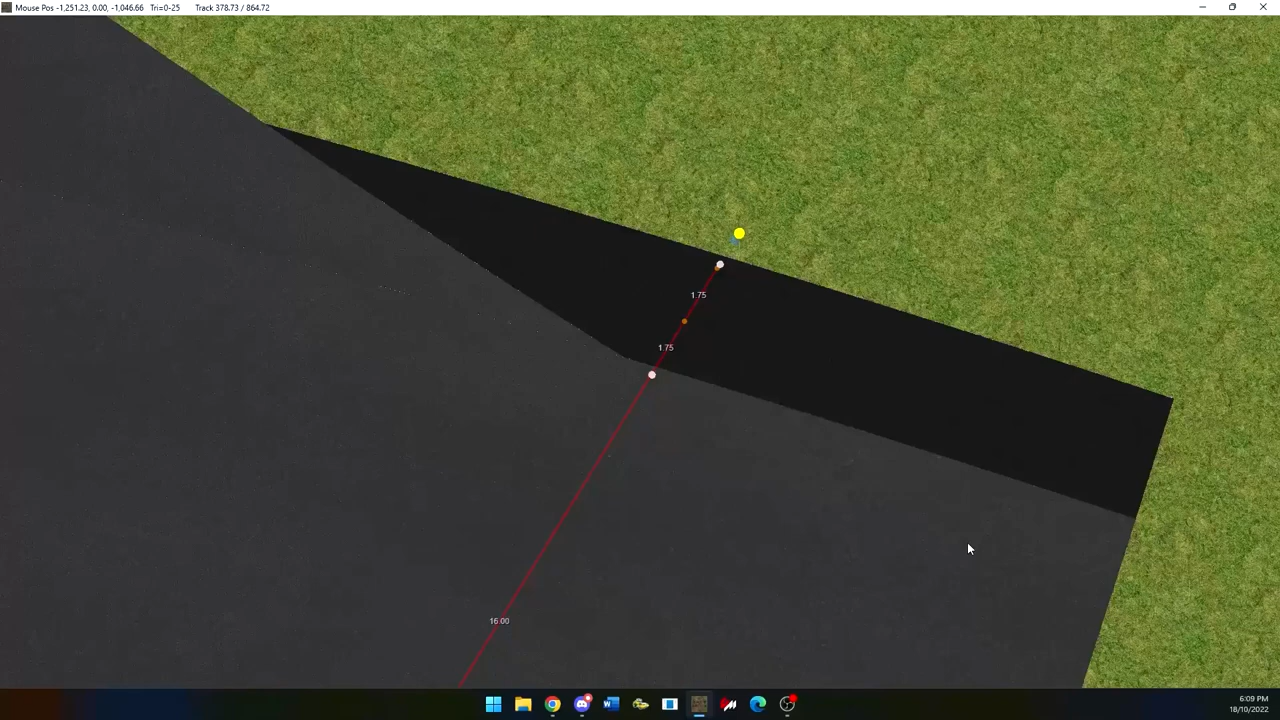 Mouse Pos -1,251.23, 0.00, -1,046.66 Tri=0-25 Track 378.73 / 864.72
1.75
1.75
16.00
6:09 PM
18/10/2022